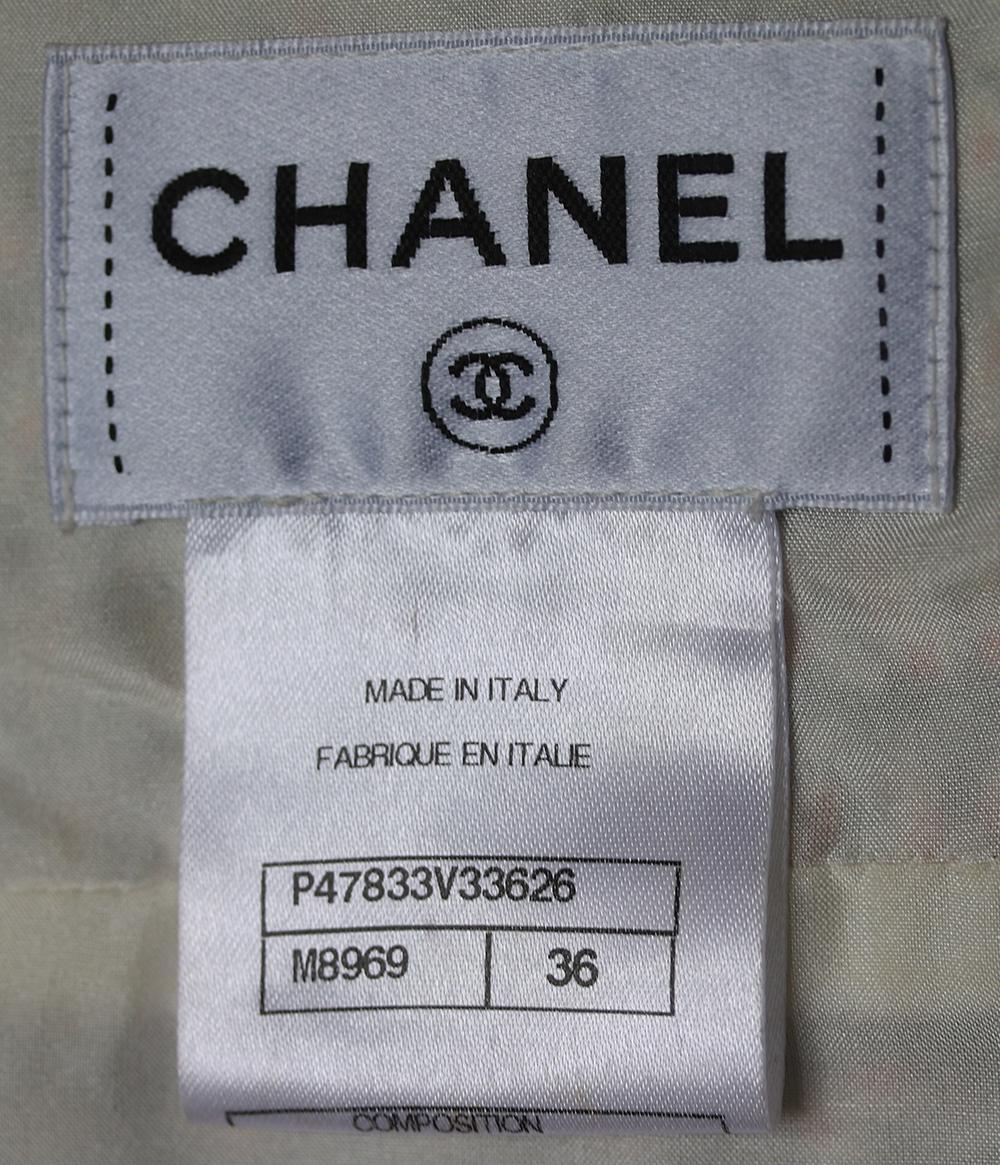 CHANEL
MADE IN ITALY
FABRIQUE EN ITALIE
P47833V33626
M8969 36
COMPOSITION